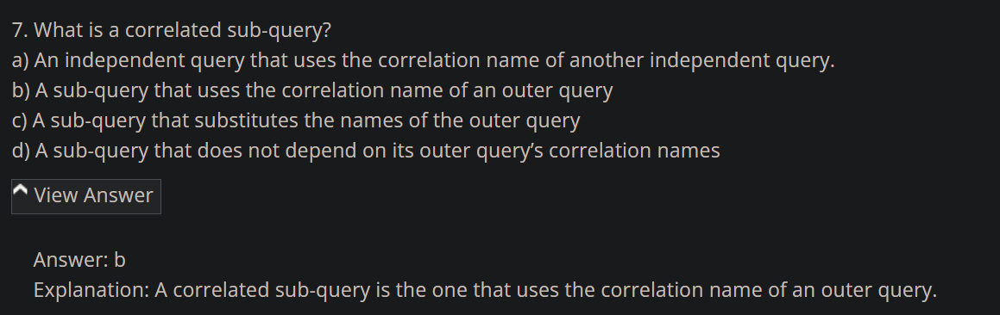 7. What is a correlated sub-query?
a) An independent query that uses the correlation name of another independent query.
b) A sub-query that uses the correlation name of an outer query
c) A sub-query that substitutes the names of the outer query
d) A sub-query that does not depend on its outer query’s correlation names
View Answer
Answer: b
Explanation: A correlated sub-query is the one that uses the correlation name of an outer query.